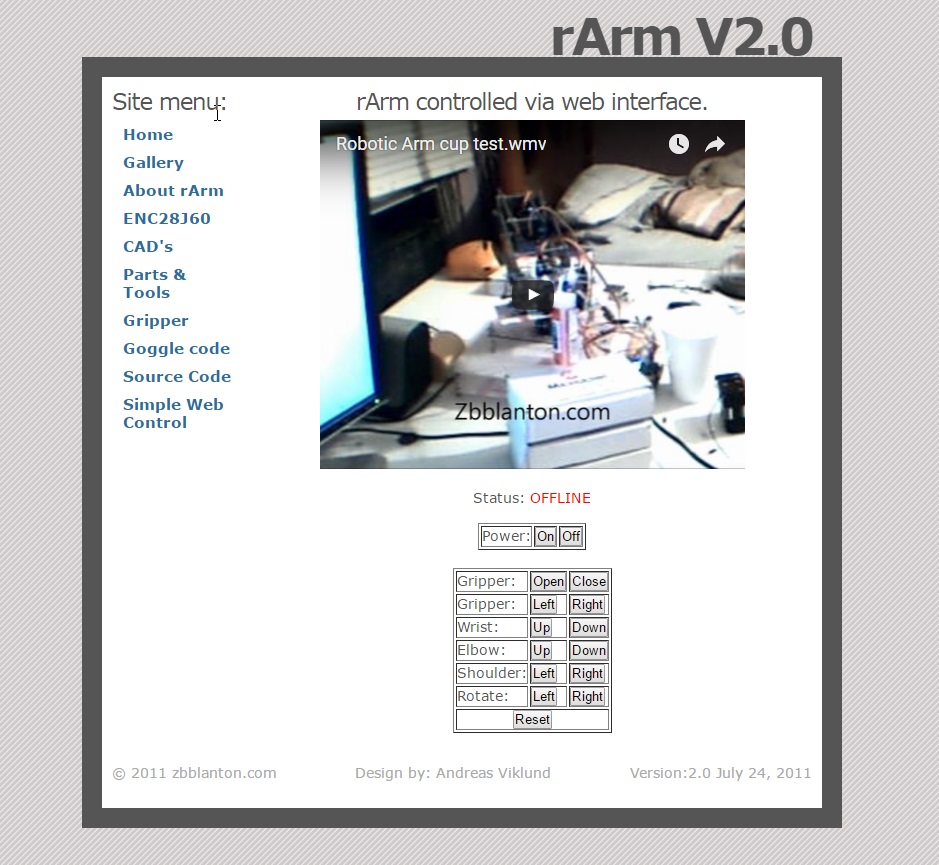 rArm V2.0
Site menu:
Home
Gallery
About rArm
ENC28J60
CAD's
Parts &
Tools
Gripper
Goggle code
Source Code
Simple Web
Control
rArm controlled via web interface.
Robotic Arm cup test.wmv
Zbblanton.com
Status: OFFLINE
Power: On Off
Gripper: Open Close
Gripper: Left Right
Wrist: Up Down
Elbow: Up Down
Shoulder: Left Right
Rotate: Left Right
Reset
© 2011 zbblanton.com Design by: Andreas Viklund Version:2.0 July 24, 2011